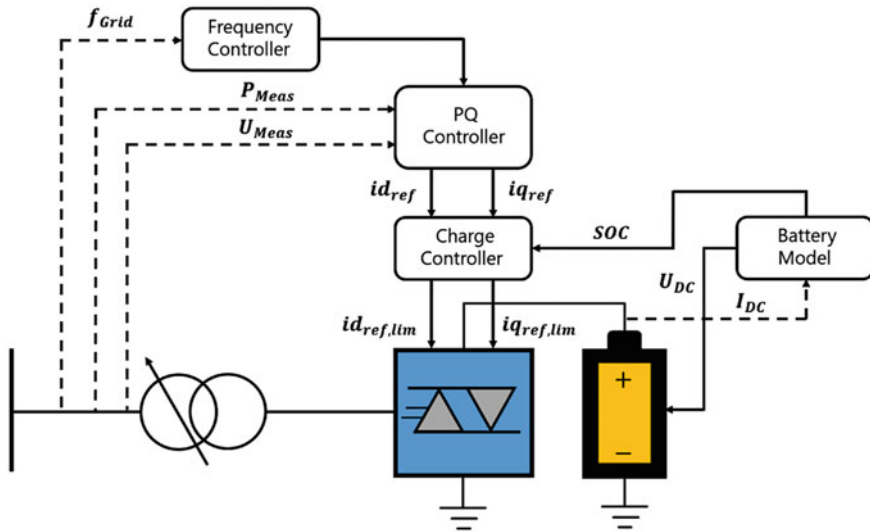 f_Grid
Frequency
Controller
P_Meas
U_Meas
PQ
Controller
id_ref
iq_ref
Charge
Controller
SOC
Battery
Model
U_DC
I_DC
id_ref,lim
iq_ref,lim
+
−